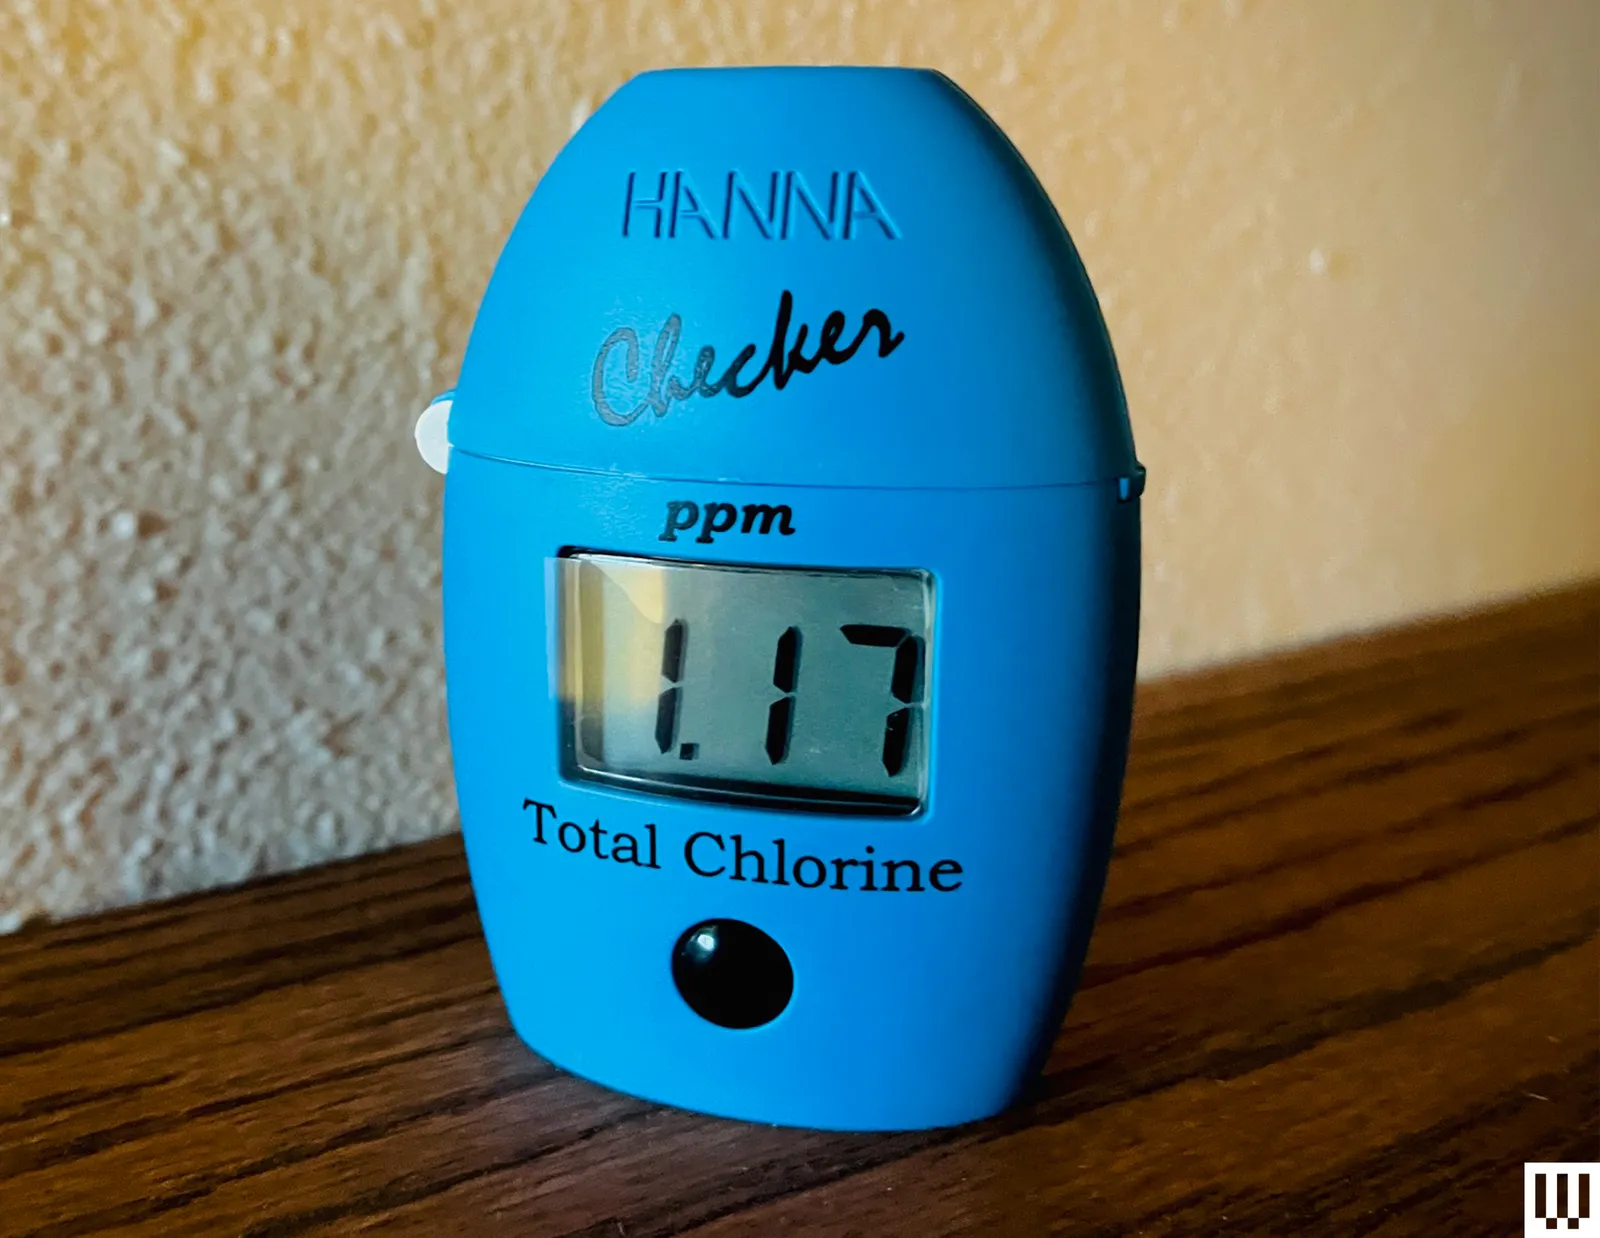 HANNA
Checker
ppm
1.17
Total Chlorine
W